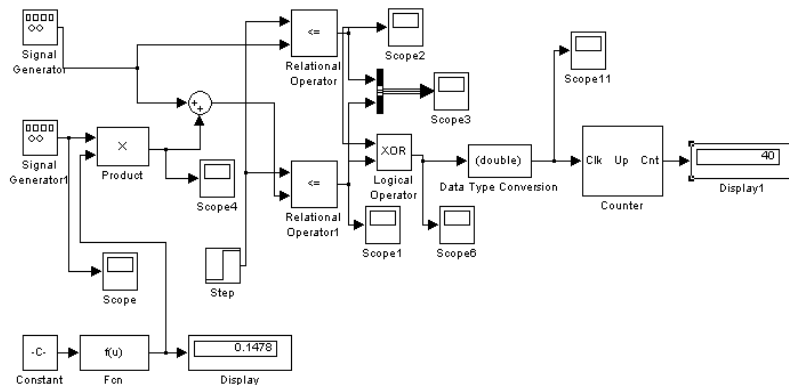 Signal
Generator
<=
Relational
Operator
Scope2
Scope3
Scope11
+
+
Signal
Generator1
×
Product
Scope4
<=
Relational
Operator1
XOR
Logical
Operator
(double)
Data Type Conversion
Clk Up Cnt
Counter
40
Display1
Scope1
Scope6
Step
Scope
-C-
Constant
f(u)
Fcn
0.1478
Display